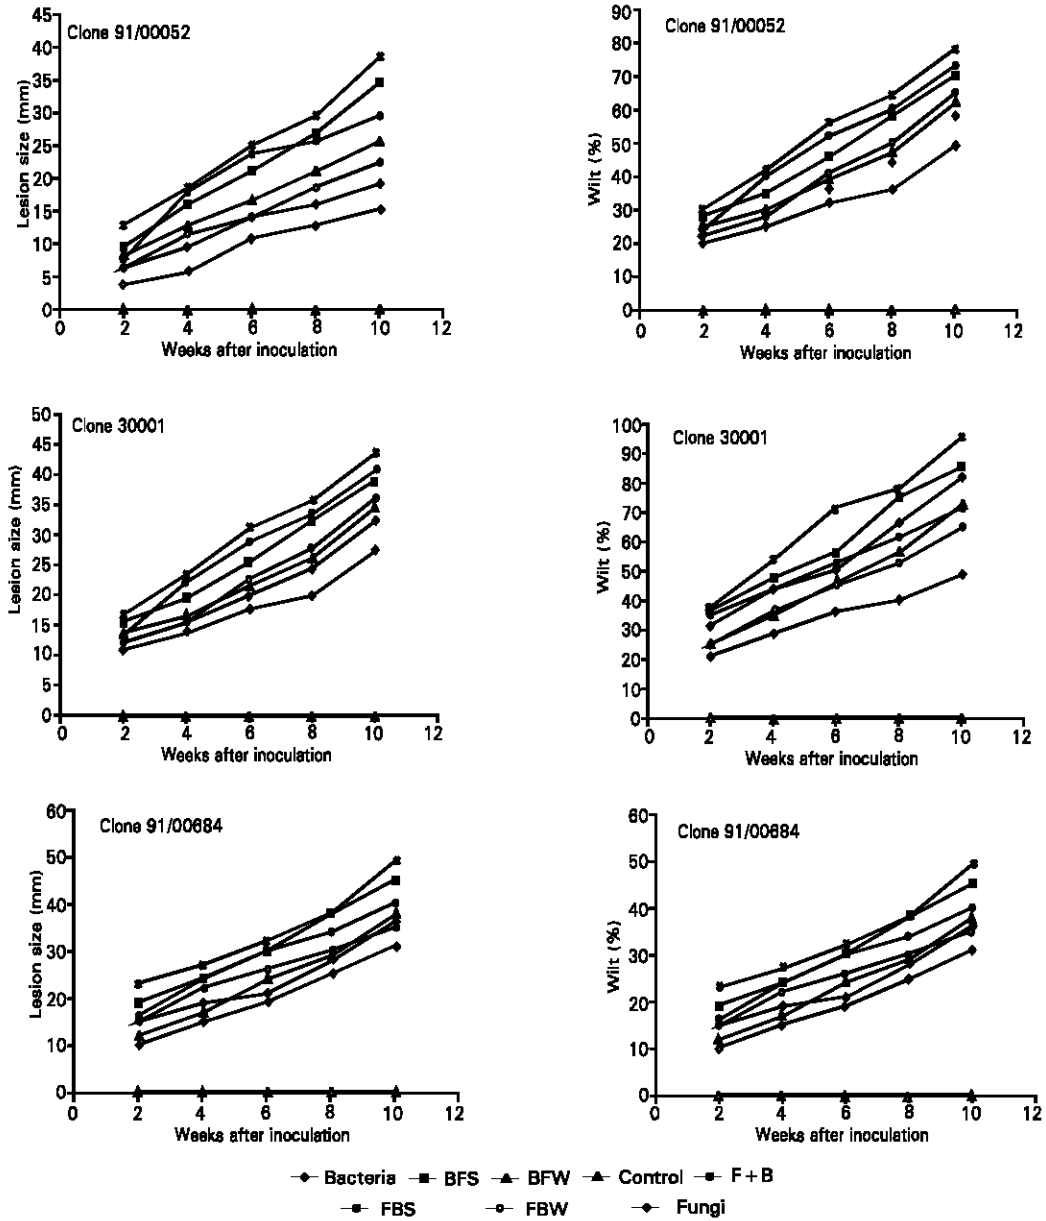 Clone 91/00052
Lesion size (mm)
45
40
35
30
25
20
15
10
5
0
0 2 4 6 8 10 12
Weeks after inoculation
Clone 91/00052
Wilt (%)
90
80
70
60
50
40
30
20
10
0
0 2 4 6 8 10 12
Weeks after inoculation
Clone 30001
Lesion size (mm)
50
45
40
35
30
25
20
15
10
5
0
0 2 4 6 8 10 12
Weeks after inoculation
Clone 30001
Wilt (%)
100
90
80
70
60
50
40
30
20
10
0
0 2 4 6 8 10 12
Weeks after inoculation
Clone 91/00684
Lesion size (mm)
60
50
40
30
20
10
0
0 2 4 6 8 10 12
Weeks after inoculation
Clone 91/00684
Wilt (%)
60
50
40
30
20
10
0
0 2 4 6 8 10 12
Weeks after inoculation
Bacteria BFS BFW Control F+B
FBS FBW Fungi